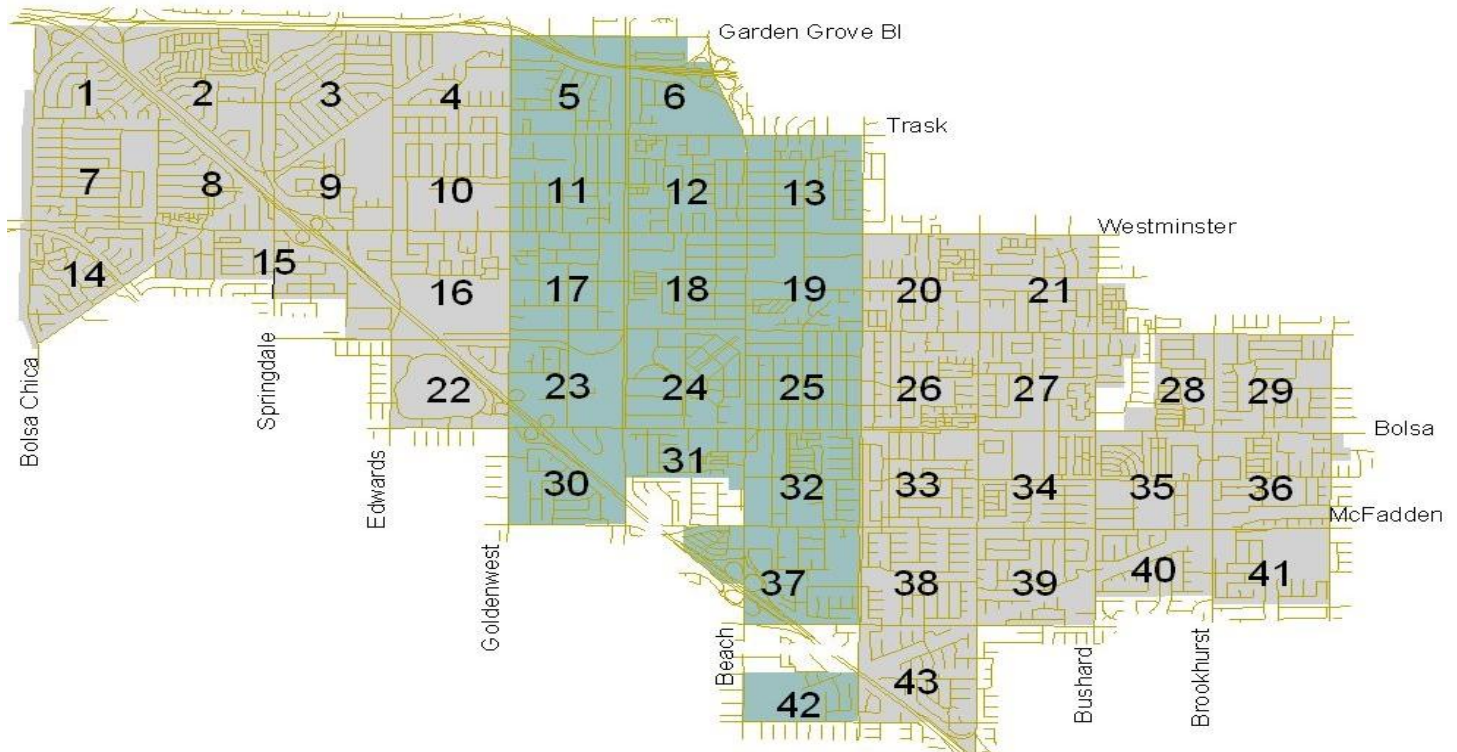 Garden Grove Bl
1 2 3 4 5 6
Trask
7 8 9 10 11 12 13
Westminster
14 15 16 17 18 19 20 21
Bolsa Chica
Springdale
22 23 24 25 26 27 28 29
Bolsa
Edwards
30 31 32 33 34 35 36
McFadden
Goldenwest
37 38 39 40 41
Beach
Bushard
Brookhurst
42 43